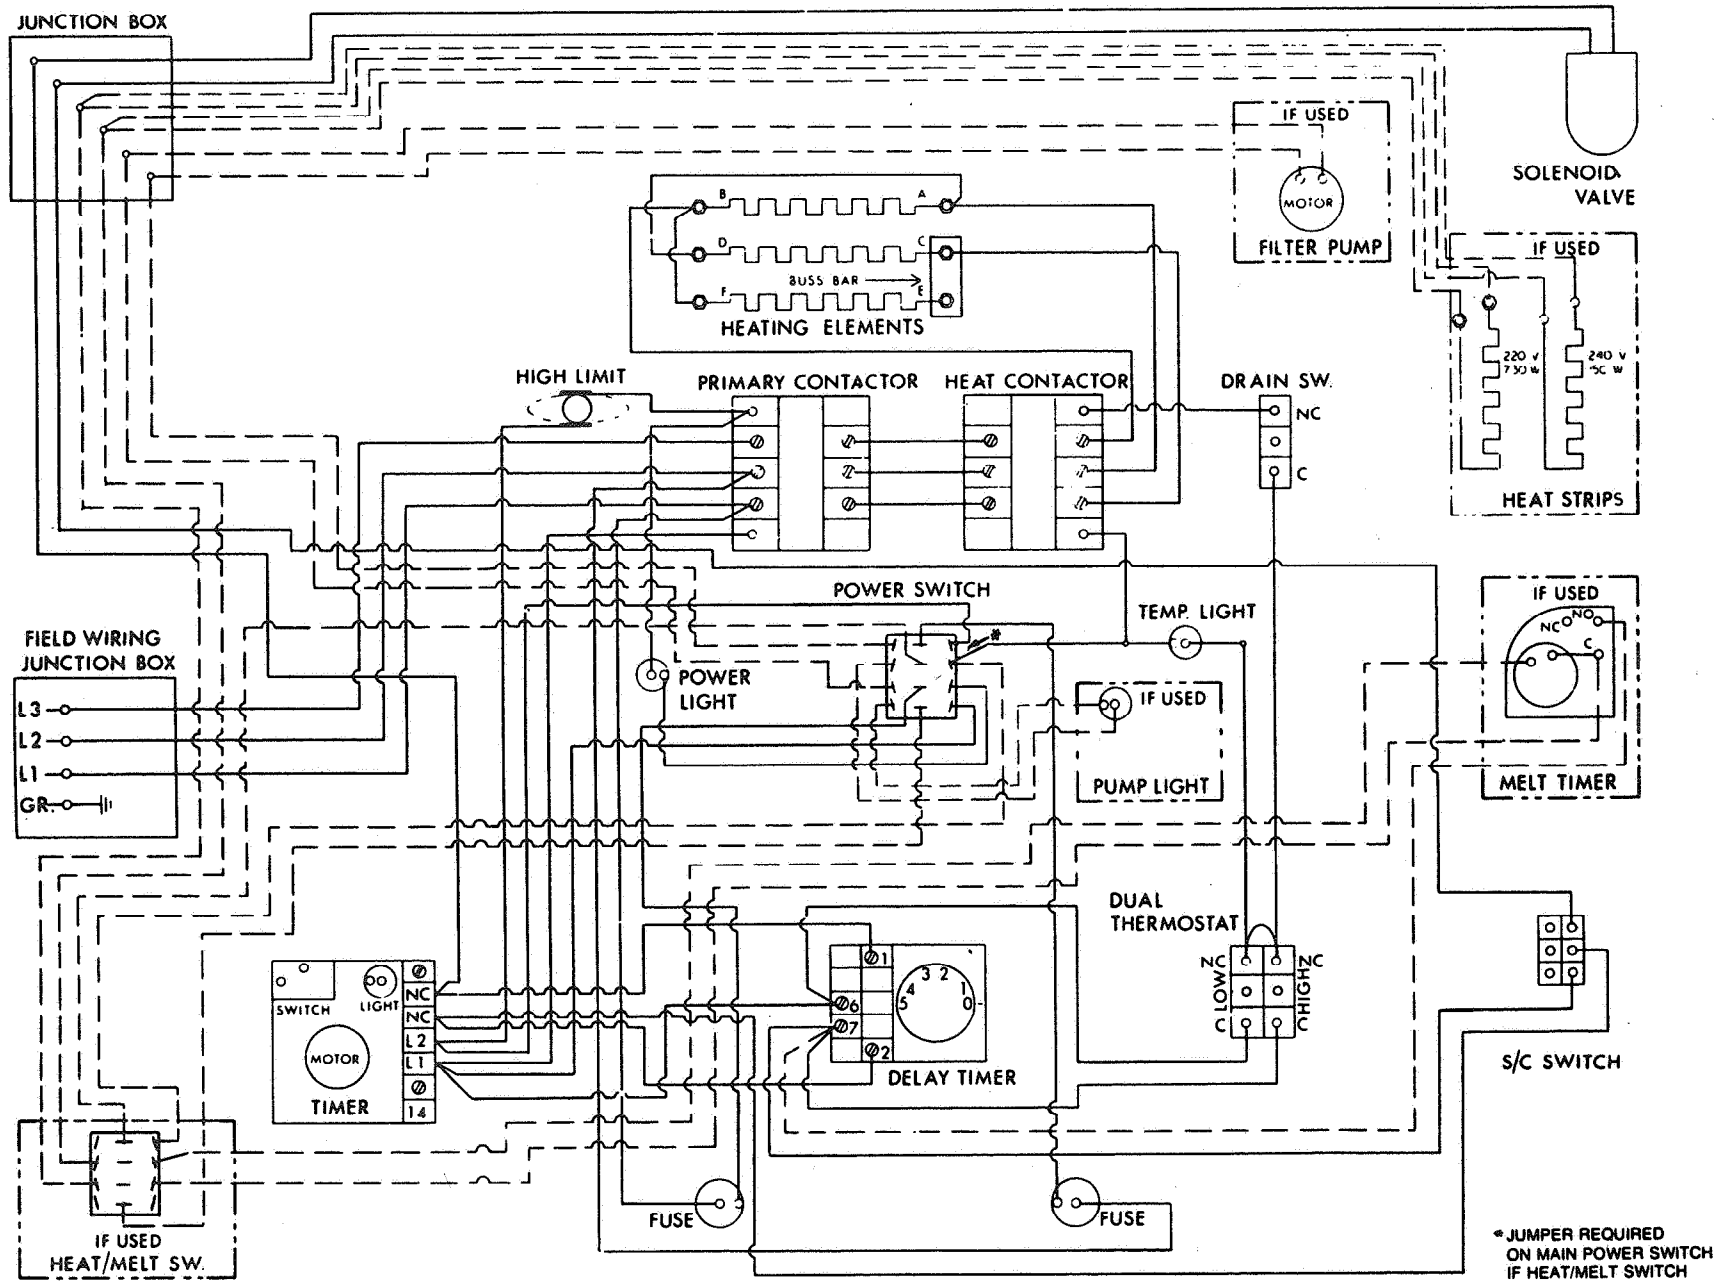 JUNCTION BOX
IF USED
MOTOR
FILTER PUMP
SOLENOID
VALVE
B
A
D
C
BUSS BAR
F
E
HEATING ELEMENTS
IF USED
220 V
730 W
240 V
HEAT STRIPS
HIGH LIMIT
PRIMARY CONTACTOR
HEAT CONTACTOR
DRAIN SW.
NC
C
POWER SWITCH
TEMP. LIGHT
*
POWER
LIGHT
IF USED
PUMP LIGHT
IF USED
NC
NO
C
MELT TIMER
FIELD WIRING
JUNCTION BOX
L3
L2
L1
GR.
DUAL
THERMOSTAT
NC
NC
LOW
HIGH
C
C
S/C SWITCH
SWITCH
LIGHT
NC
NC
L2
L1
14
MOTOR
TIMER
1
6
7
2
5
4
3
2
1
0
DELAY TIMER
FUSE
FUSE
IF USED
HEAT/MELT SW.
*JUMPER REQUIRED
ON MAIN POWER SWITCH
IF HEAT/MELT SWITCH